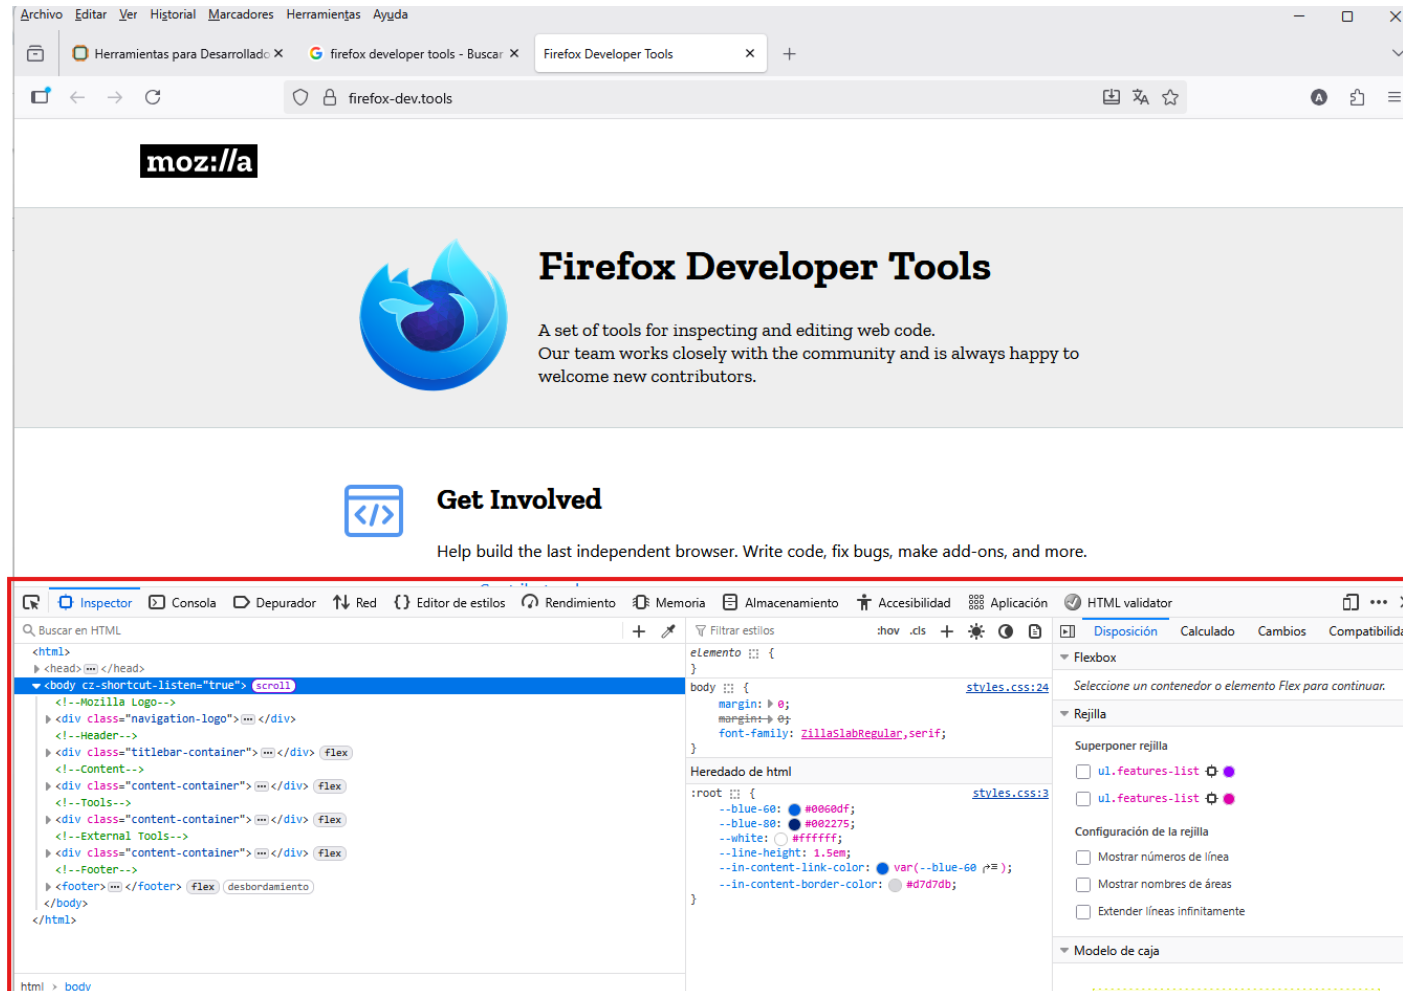 Archivo Editar Ver Historial Marcadores Herramientas Ayuda
Herramientas para Desarrollado
firefox developer tools - Buscar
Firefox Developer Tools
firefox-dev.tools
moz://a
Firefox Developer Tools
A set of tools for inspecting and editing web code.
Our team works closely with the community and is always happy to
welcome new contributors.
Get Involved
Help build the last independent browser. Write code, fix bugs, make add-ons, and more.
Inspector Consola Depurador Red Editor de estilos Rendimiento Memoria Almacenamiento Accesibilidad Aplicación HTML validator
Buscar en HTML
<html>
<head> ⋯ </head>
<body cz-shortcut-listen="true"> scroll
<!--Mozilla Logo-->
<div class="navigation-logo"> ⋯ </div>
<!--Header-->
<div class="titlebar-container"> ⋯ </div> flex
<!--Content-->
<div class="content-container"> ⋯ </div> flex
<!--Tools-->
<div class="content-container"> ⋯ </div> flex
<!--External Tools-->
<div class="content-container"> ⋯ </div> flex
<!--Footer-->
<footer> ⋯ </footer> flex desbordamiento
</body>
</html>
html > body
Filtrar estilos :hov .cls
elemento {
}
body { styles.css:24
margin: 0;
margin: 0;
font-family: ZillaSlabRegular,serif;
}
Heredado de html
:root { styles.css:3
--blue-60: #0060df;
--blue-80: #002275;
--white: #ffffff;
--line-height: 1.5em;
--in-content-link-color: var(--blue-60);
--in-content-border-color: #d7d7db;
}
Disposición Calculado Cambios Compatibilida
Flexbox
Seleccione un contenedor o elemento Flex para continuar.
Rejilla
Superponer rejilla
ul.features-list
ul.features-list
Configuración de la rejilla
Mostrar números de línea
Mostrar nombres de áreas
Extender líneas infinitamente
Modelo de caja